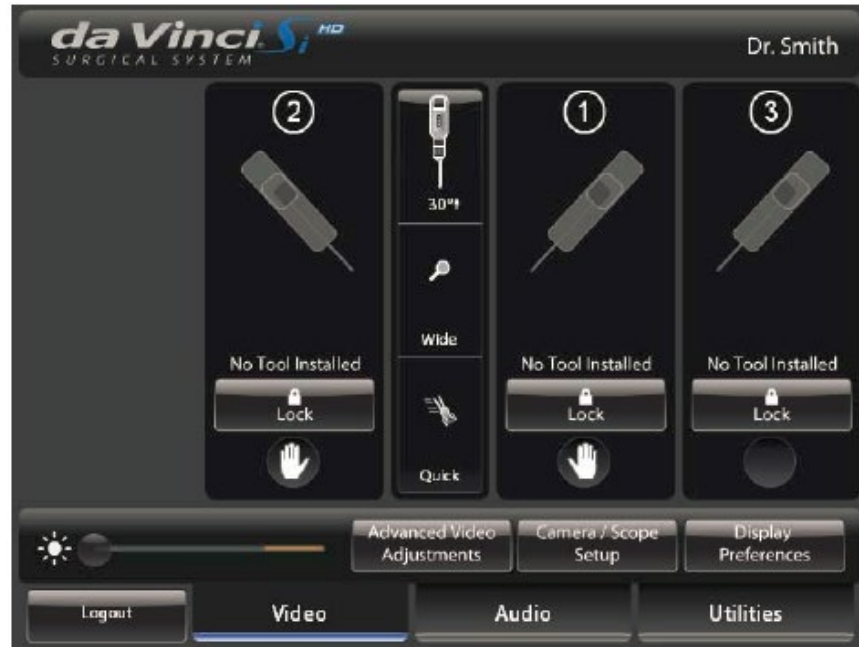 da Vinci. Si HD
SURGICAL SYSTEM
Dr. Smith
2
1
3
30°
Wide
Quick
No Tool Installed
No Tool Installed
No Tool Installed
Lock
Lock
Lock
Advanced Video
Adjustments
Camera / Scope
Setup
Display
Preferences
Logout
Video
Audio
Utilities